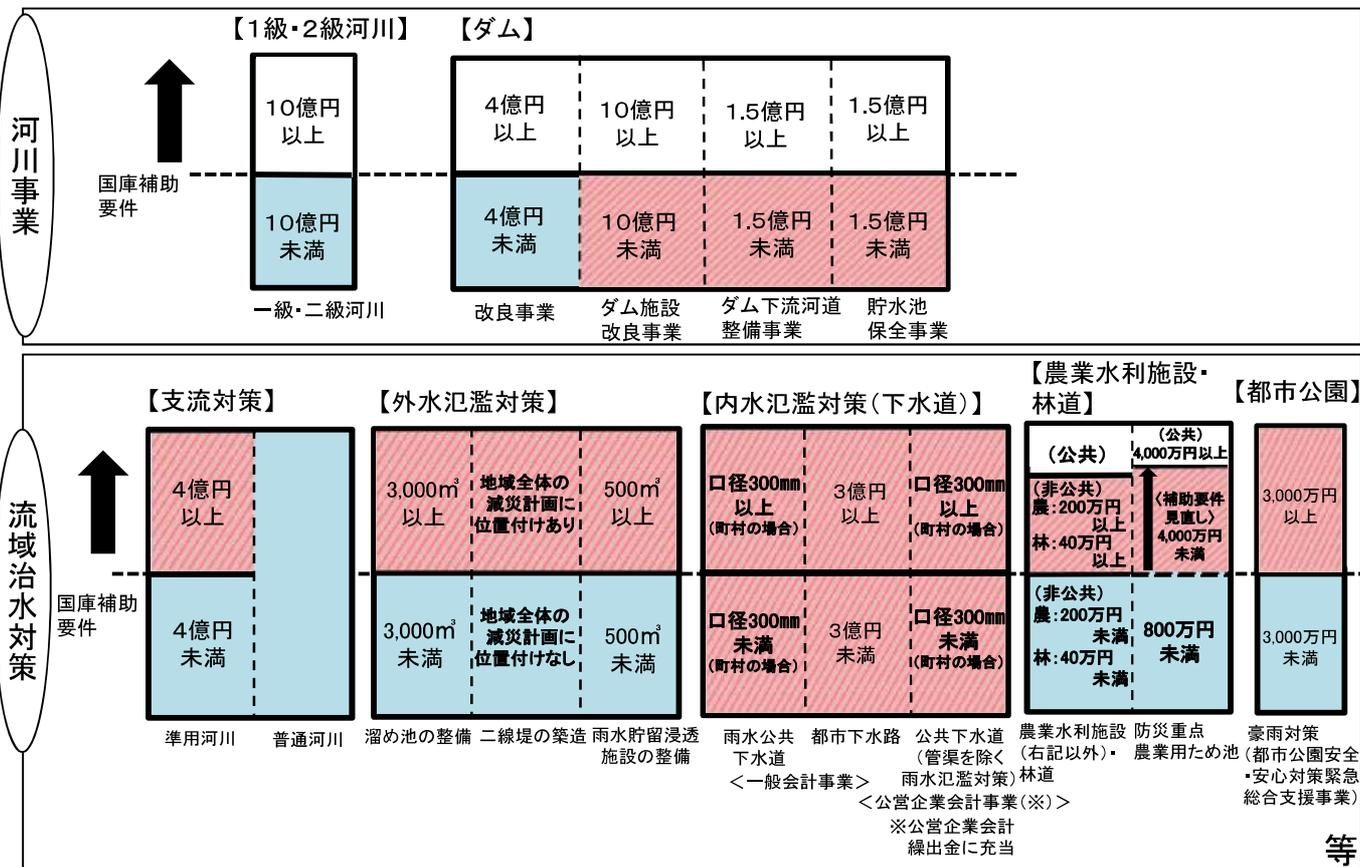 河川事業
【1級・2級河川】
【ダム】
10億円
以上
4億円
以上
10億円
以上
1.5億円
以上
1.5億円
以上
国庫補助
要件
10億円
未満
4億円
未満
10億円
未満
1.5億円
未満
1.5億円
未満
一級・二級河川
改良事業
ダム施設
改良事業
ダム下流河道
整備事業
貯水池
保全事業
流域治水対策
【支流対策】
【外水氾濫対策】
【内水氾濫対策(下水道)】
【農業水利施設・
林道】
【都市公園】
4億円
以上
3,000㎥
以上
地域全体の
減災計画に
位置付けあり
500㎥
以上
口径300㎜
以上
(町村の場合)
3億円
以上
口径300㎜
以上
(町村の場合)
(公共)
(非公共)
農:200万円
以上
林:40万円
以上
(公共)
4,000万円以上
〈補助要件
見直し〉
4,000万円
未満
3,000万円
以上
国庫補助
要件
4億円
未満
3,000㎥
未満
地域全体の
減災計画に
位置付けなし
500㎥
未満
口径300㎜
未満
(町村の場合)
3億円
未満
口径300㎜
未満
(町村の場合)
(非公共)
農:200万円
未満
林:40万円
未満
800万円
未満
3,000万円
未満
準用河川
普通河川
溜め池の整備
二線堤の築造
雨水貯留浸透
施設の整備
雨水公共
下水道
都市下水路
<一般会計事業>
公共下水道
(管渠を除く
雨水氾濫対策)
<公営企業会計事業(※)>
※公営企業会計
繰出金に充当
農業水利施設
(右記以外)・
林道
防災重点
農業用ため池
豪雨対策
(都市公園安全
・安心対策緊急
総合支援事業)
等